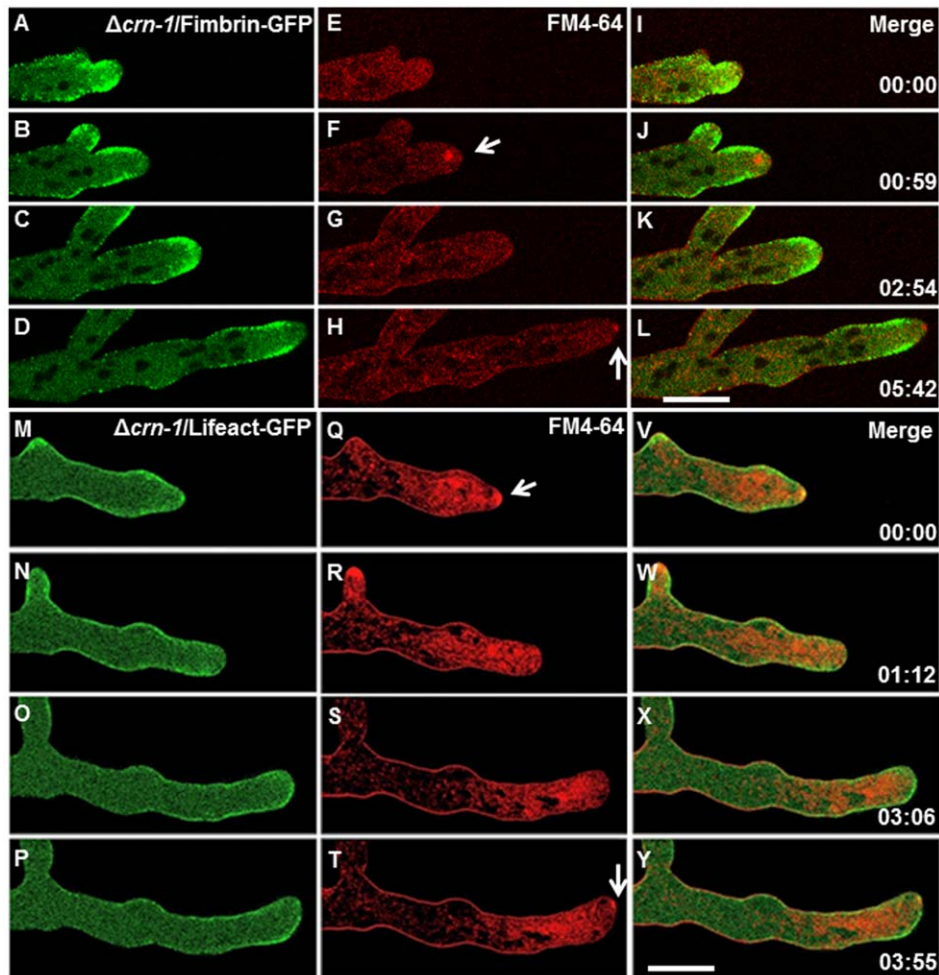 A Δcrn-1/Fimbrin-GFP E FM4-64 I Merge
00:00
B F J
00:59
C G K
02:54
D H L
05:42
M Δcrn-1/Lifeact-GFP Q FM4-64 V Merge
00:00
N R W
01:12
O S X
03:06
P T Y
03:55